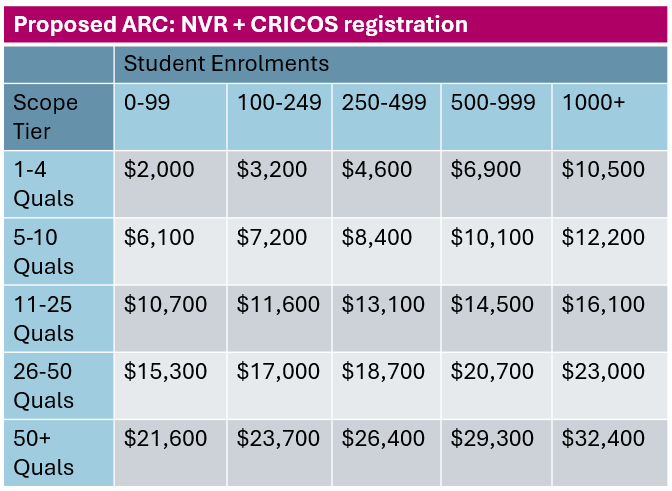 Proposed ARC: NVR + CRICOS registration
Student Enrolments
Scope Tier 0-99 100-249 250-499 500-999 1000+
1-4 Quals $2,000 $3,200 $4,600 $6,900 $10,500
5-10 Quals $6,100 $7,200 $8,400 $10,100 $12,200
11-25 Quals $10,700 $11,600 $13,100 $14,500 $16,100
26-50 Quals $15,300 $17,000 $18,700 $20,700 $23,000
50+ Quals $21,600 $23,700 $26,400 $29,300 $32,400